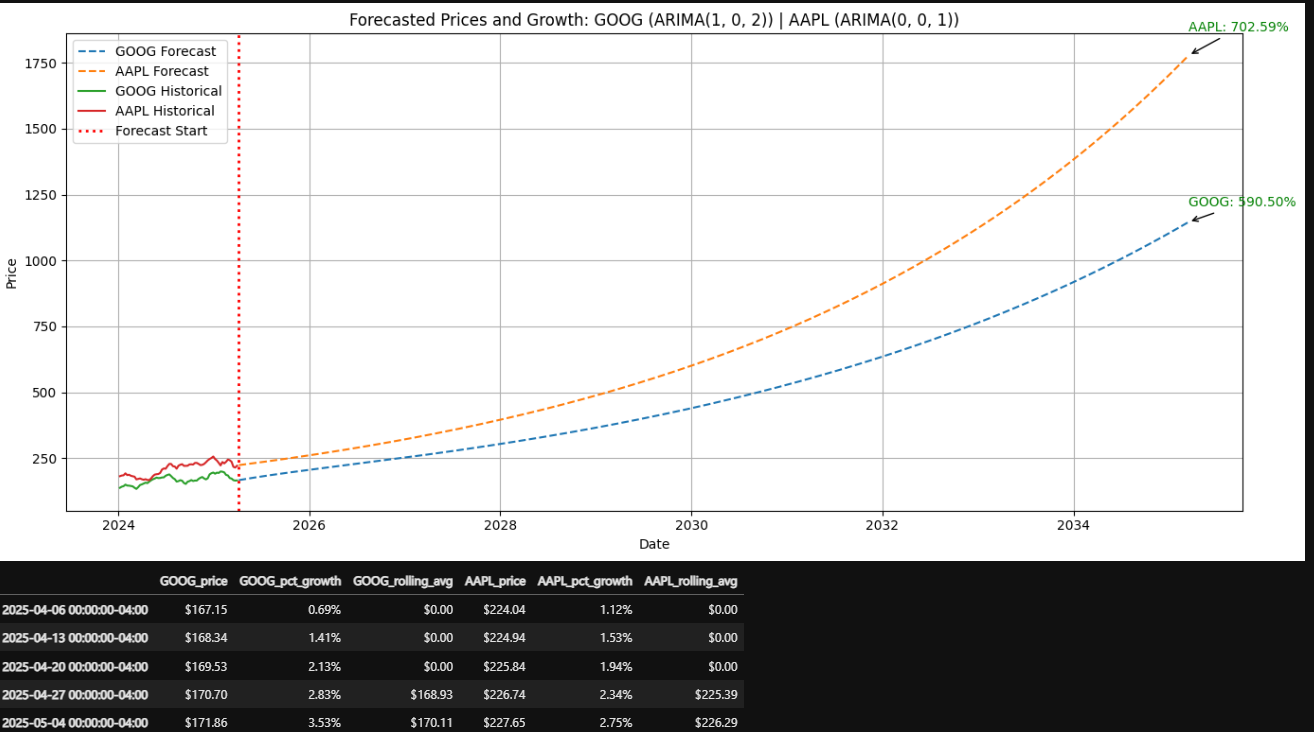 Forecasted Prices and Growth: GOOG (ARIMA(1, 0, 2)) | AAPL (ARIMA(0, 0, 1))
AAPL: 702.59%
GOOG Forecast
AAPL Forecast
GOOG Historical
AAPL Historical
Forecast Start
GOOG: 590.50%
1750
1500
1250
1000
750
500
250
Price
2024 2026 2028 2030 2032 2034
Date
GOOG_price GOOG_pct_growth GOOG_rolling_avg AAPL_price AAPL_pct_growth AAPL_rolling_avg
2025-04-06 00:00:00-04:00 $167.15 0.69% $0.00 $224.04 1.12% $0.00
2025-04-13 00:00:00-04:00 $168.34 1.41% $0.00 $224.94 1.53% $0.00
2025-04-20 00:00:00-04:00 $169.53 2.13% $0.00 $225.84 1.94% $0.00
2025-04-27 00:00:00-04:00 $170.70 2.83% $168.93 $226.74 2.34% $225.39
2025-05-04 00:00:00-04:00 $171.86 3.53% $170.11 $227.65 2.75% $226.29